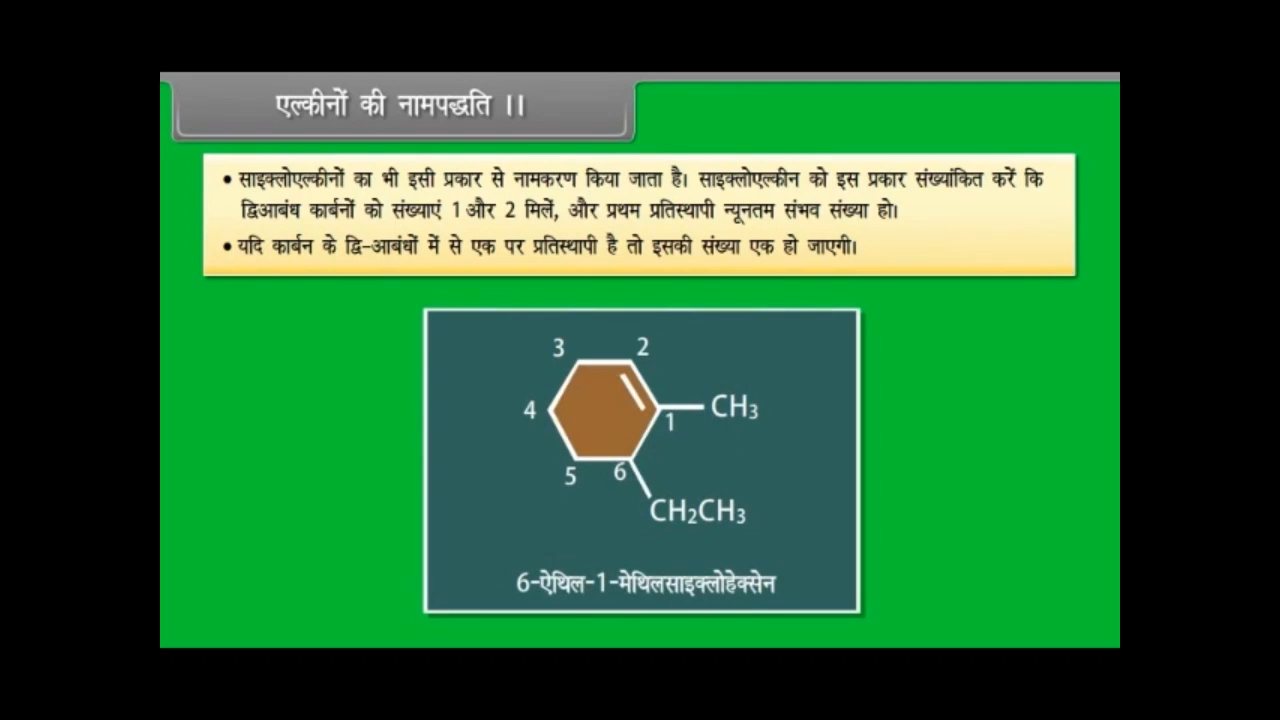 एल्कीनों की नामपद्धति ।।
• साइक्लोएल्कीनों का भी इसी प्रकार से नामकरण किया जाता है। साइक्लोएल्कीन को इस प्रकार संख्यांकित करें कि
द्विआबंध कार्बनों को संख्याएं 1 और 2 मिलें, और प्रथम प्रतिस्थापी न्यूनतम संभव संख्या हो।
• यदि कार्बन के द्वि-आबंधों में से एक पर प्रतिस्थापी है तो इसकी संख्या एक हो जाएगी।
3 2
4 1 CH₃
5 6
CH₂CH₃
6-ऐथिल-1-मेथिलसाइक्लोहेक्सेन